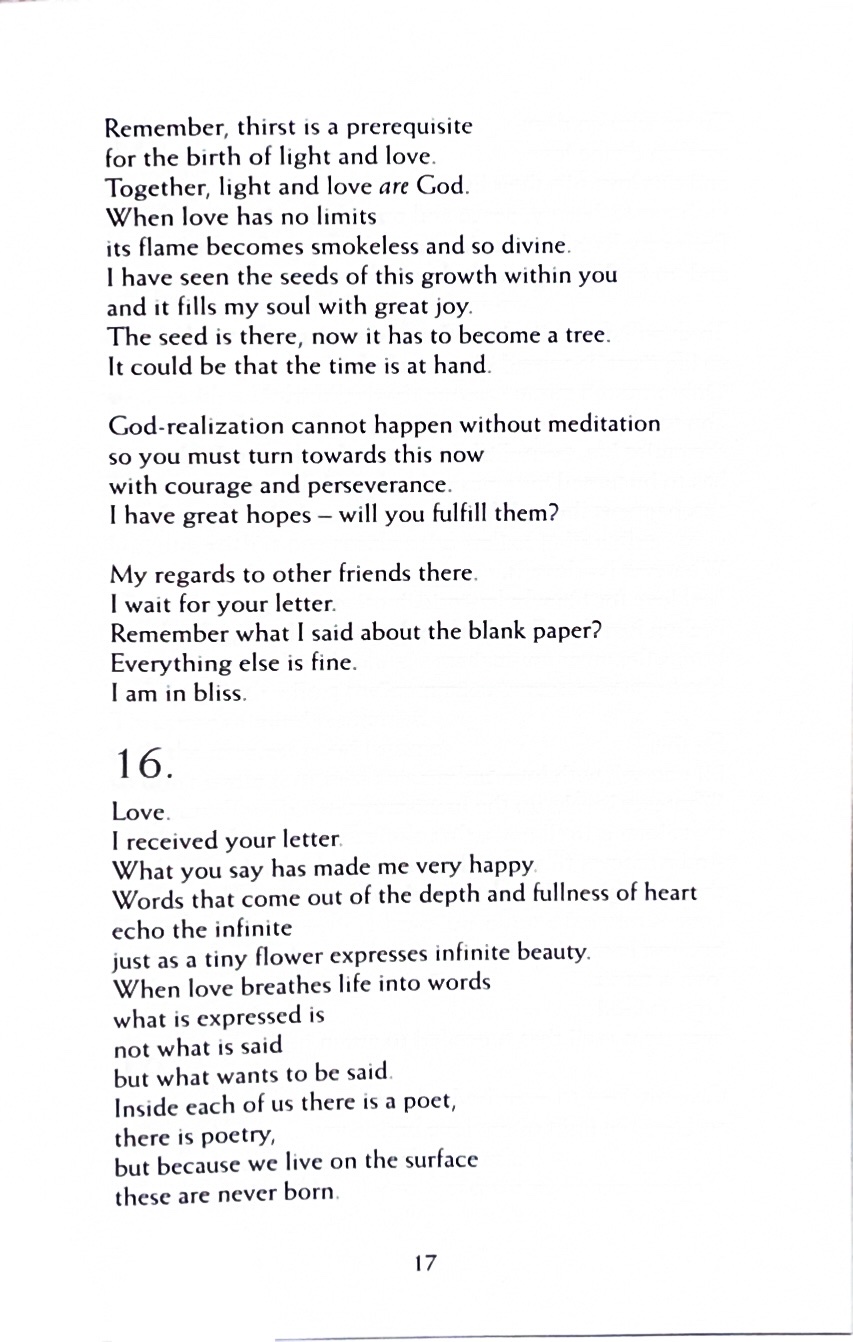 Remember, thirst is a prerequisite
for the birth of light and love.
Together, light and love are God.
When love has no limits
its flame becomes smokeless and so divine.
I have seen the seeds of this growth within you
and it fills my soul with great joy.
The seed is there, now it has to become a tree.
It could be that the time is at hand.
God-realization cannot happen without meditation
so you must turn towards this now
with courage and perseverance.
I have great hopes – will you fulfill them?
My regards to other friends there.
I wait for your letter.
Remember what I said about the blank paper?
Everything else is fine.
I am in bliss.
16.
Love.
I received your letter.
What you say has made me very happy.
Words that come out of the depth and fullness of heart
echo the infinite
just as a tiny flower expresses infinite beauty.
When love breathes life into words
what is expressed is
not what is said
but what wants to be said.
Inside each of us there is a poet,
there is poetry,
but because we live on the surface
these are never born.
17